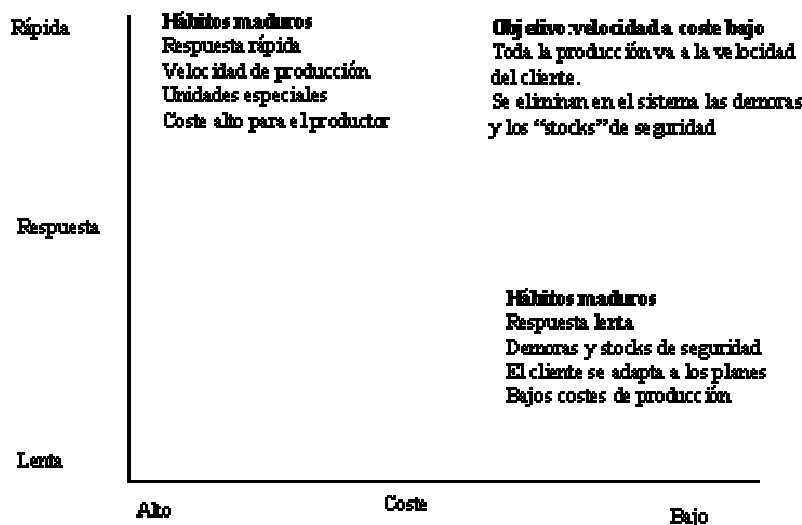 Rápida
Hábitos maduros
Respuesta rápida
Velocidad de producción
Unidades especiales
Coste alto para el productor
Objetivo: velocidad a coste bajo
Toda la producción va a la velocidad
del cliente.
Se eliminan en el sistema las demoras
y los “stocks” de seguridad
Respuesta
Hábitos maduros
Respuesta lenta
Demoras y stocks de seguridad
El cliente se adapta a los planes
Bajos costes de producción
Lenta
Alto
Coste
Bajo